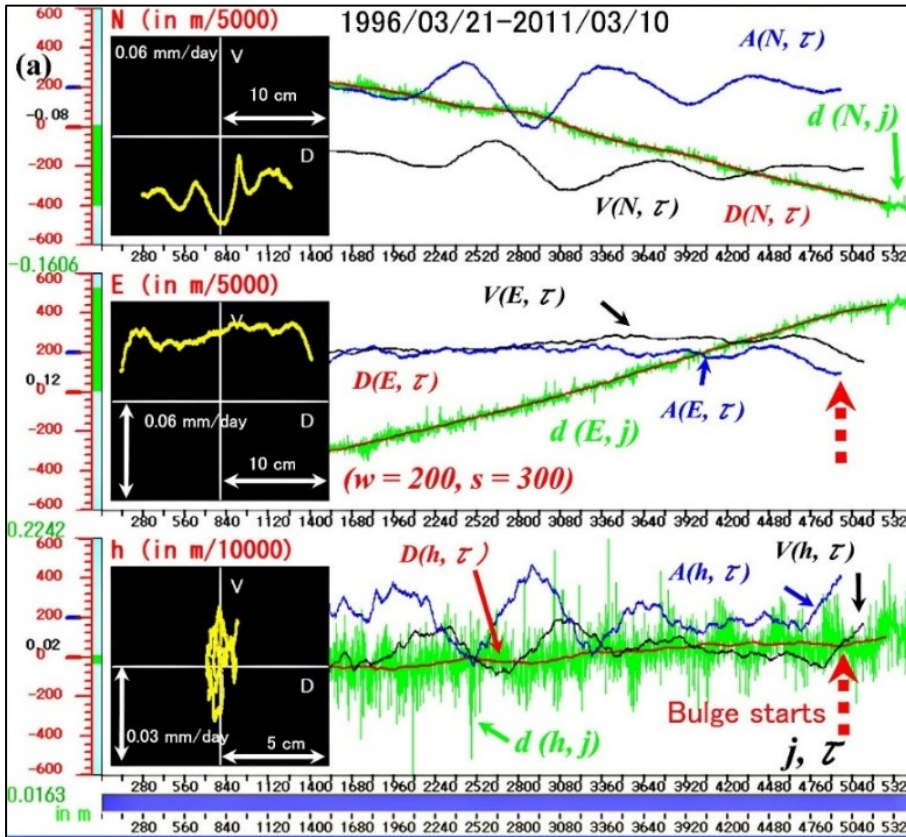 (a)
N (in m/5000)
1996/03/21-2011/03/10
600
400
200
-0.08
0
-200
-400
-600
0.06 mm/day
V
10 cm
D
A(N, τ)
d (N, j)
V(N, τ)
D(N, τ)
280 560 840 1120 1400 1680 1960 2240 2520 2800 3080 3360 3640 3920 4200 4480 4760 5040 532
-0.1606
E (in m/5000)
400
200
0.12
0
-200
-400
-600
V
D
0.06 mm/day
10 cm
V(E, τ)
D(E, τ)
A(E, τ)
d (E, j)
(w = 200, s = 300)
280 560 840 1120 1400 1680 1960 2240 2520 2800 3080 3360 3640 3920 4200 4480 4760 5040 532
0.2242
h (in m/10000)
600
400
200
0.02
0
-200
-400
-600
V
D
0.03 mm/day
5 cm
D(h, τ)
A(h, τ)
V(h, τ)
d (h, j)
Bulge starts
j, τ
280 560 840 1120 1400 1680 1960 2240 2520 2800 3080 3360 3640 3920 4200 4480 4760 5040 532
0.0163
in m
280 560 840 1120 1400 1680 1960 2240 2520 2800 3080 3360 3640 3920 4200 4480 4760 5040 532